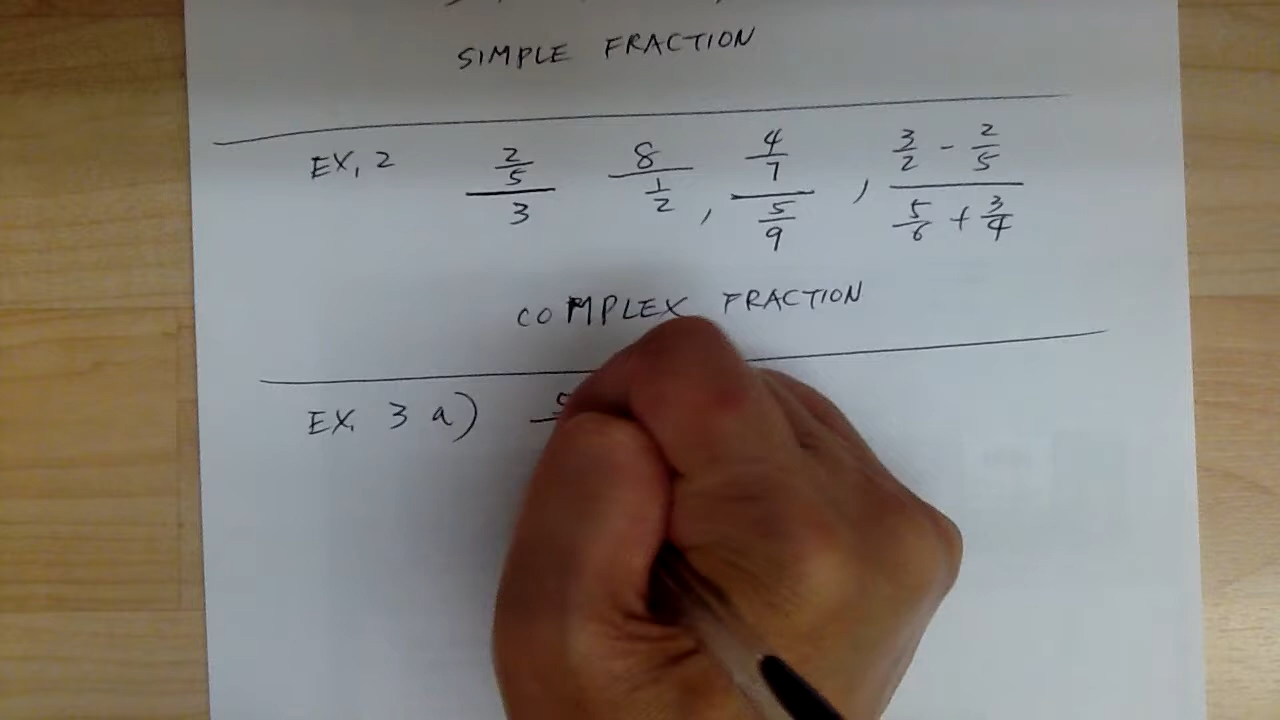 SIMPLE FRACTION
EX, 2 2/5 / 3 8 / 1/2 , 4/7 / 5/9 , 3/2 - 2/5 / 5/6 + 3/4
COMPLEX FRACTION
EX. 3 a)